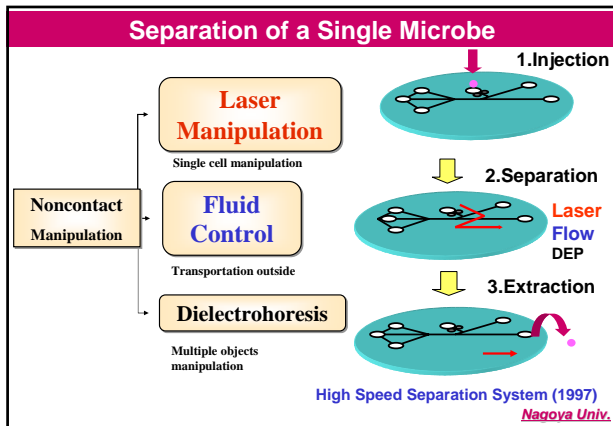 Separation of a Single Microbe
Noncontact
Manipulation
Laser
Manipulation
Single cell manipulation
Fluid
Control
Transportation outside
Dielectrohoresis
Multiple objects
manipulation
1.Injection
2.Separation
Laser
Flow
DEP
3.Extraction
High Speed Separation System (1997)
Nagoya Univ.